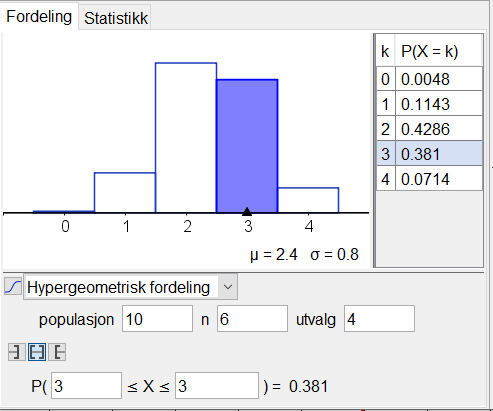 Fordeling Statistikk
k P(X = k)
0 0.0048
1 0.1143
2 0.4286
3 0.381
4 0.0714
0 1 2 3 4
μ = 2.4 σ = 0.8
Hypergeometrisk fordeling
populasjon 10 n 6 utvalg 4
P( 3 ≤ X ≤ 3 ) = 0.381